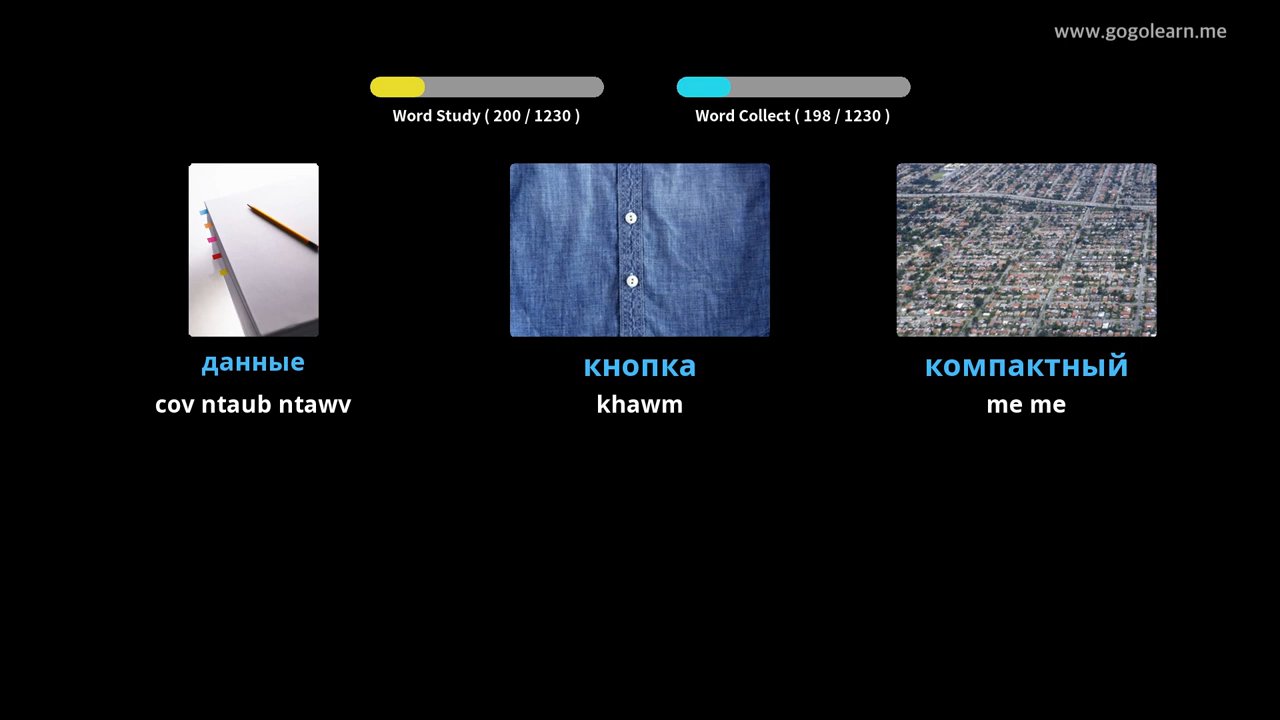 www.gogolearn.me
Word Study ( 200 / 1230 )
Word Collect ( 198 / 1230 )
данные
кнопка
компактный
cov ntaub ntawv
khawm
me me